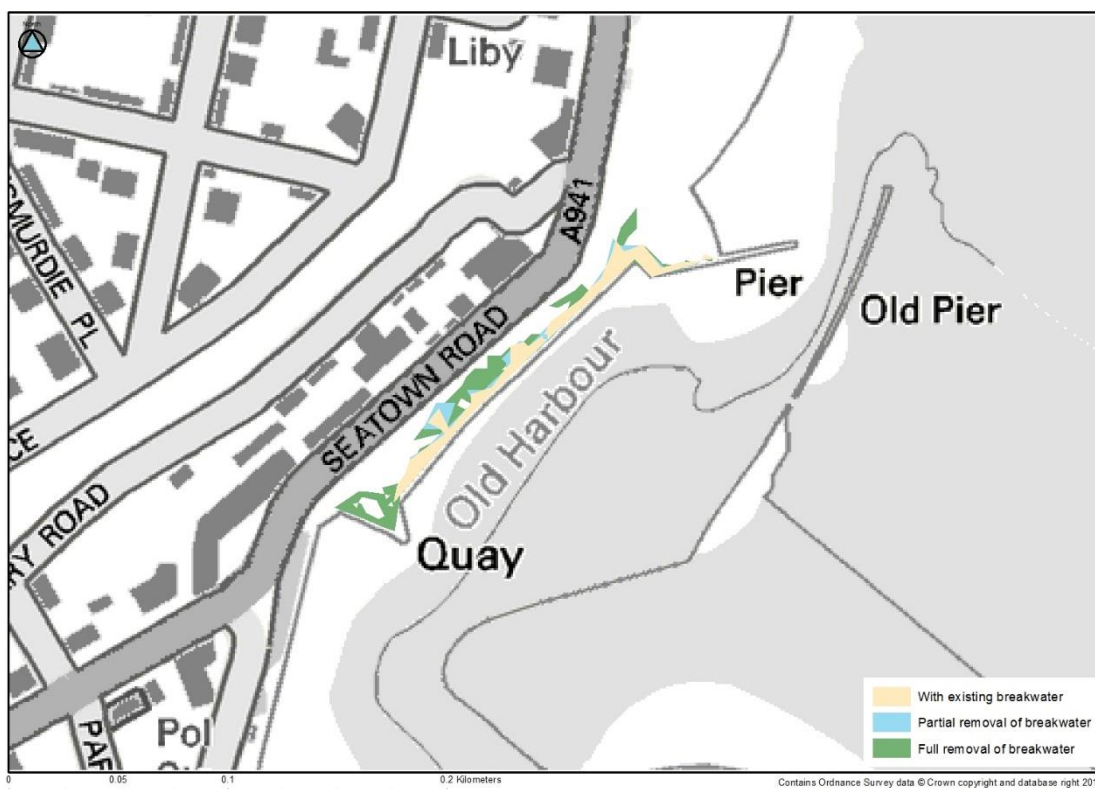 Liby
A941
SMURDIE PL
Pier
Old Pier
SEATOWN ROAD
Old Harbour
CE
RY ROAD
Quay
Pol
PAR
With existing breakwater
Partial removal of breakwater
Full removal of breakwater
0 0.05 0.1 0.2 Kilometers
Contains Ordnance Survey data © Crown copyright and database right 201